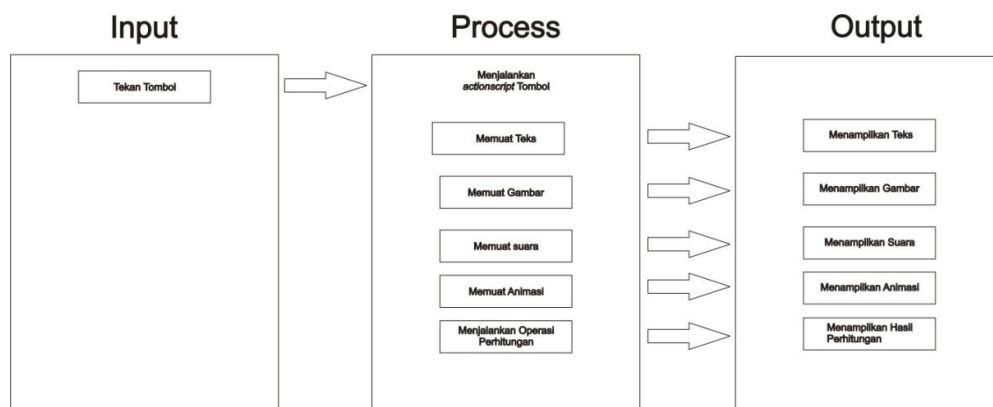 Input
Process
Output
Tekan Tombol
Menjalankan
actionscript Tombol
Memuat Teks
Menampilkan Teks
Memuat Gambar
Menampilkan Gambar
Memuat suara
Menampilkan Suara
Memuat Animasi
Menampilkan Animasi
Menjalankan Operasi
Perhitungan
Menampilkan Hasil
Perhitungan